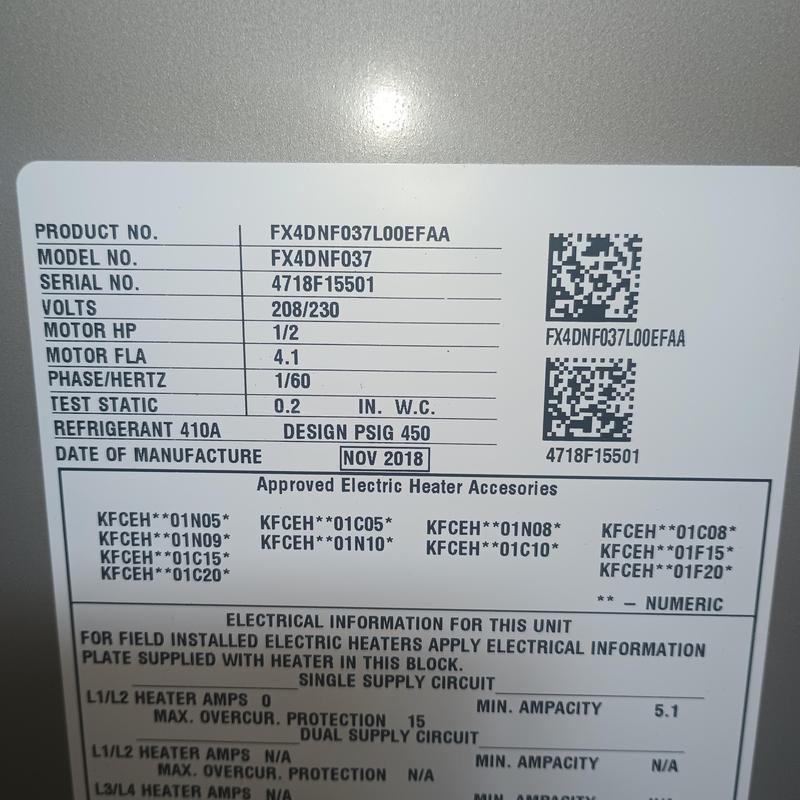 PRODUCT NO. FX4DNF037L00EFAA
MODEL NO. FX4DNF037
SERIAL NO. 4718F15501
VOLTS 208/230
MOTOR HP 1/2
MOTOR FLA 4.1
PHASE/HERTZ 1/60
TEST STATIC 0.2 IN. W.C.
REFRIGERANT 410A DESIGN PSIG 450
DATE OF MANUFACTURE NOV 2018
FX4DNF037L00EFAA
4718F15501
Approved Electric Heater Accesories
KFCEH**01N05* KFCEH**01C05* KFCEH**01N08* KFCEH**01C08*
KFCEH**01N09* KFCEH**01N10* KFCEH**01C10* KFCEH**01F15*
KFCEH**01C15* KFCEH**01F20*
KFCEH**01C20*
** – NUMERIC
ELECTRICAL INFORMATION FOR THIS UNIT
FOR FIELD INSTALLED ELECTRIC HEATERS APPLY ELECTRICAL INFORMATION
PLATE SUPPLIED WITH HEATER IN THIS BLOCK.
SINGLE SUPPLY CIRCUIT
L1/L2 HEATER AMPS 0 MIN. AMPACITY 5.1
MAX. OVERCUR. PROTECTION 15
DUAL SUPPLY CIRCUIT
L1/L2 HEATER AMPS N/A MIN. AMPACITY N/A
MAX. OVERCUR. PROTECTION N/A
L3/L4 HEATER AMPS N/A MIN. AMPACITY N/A